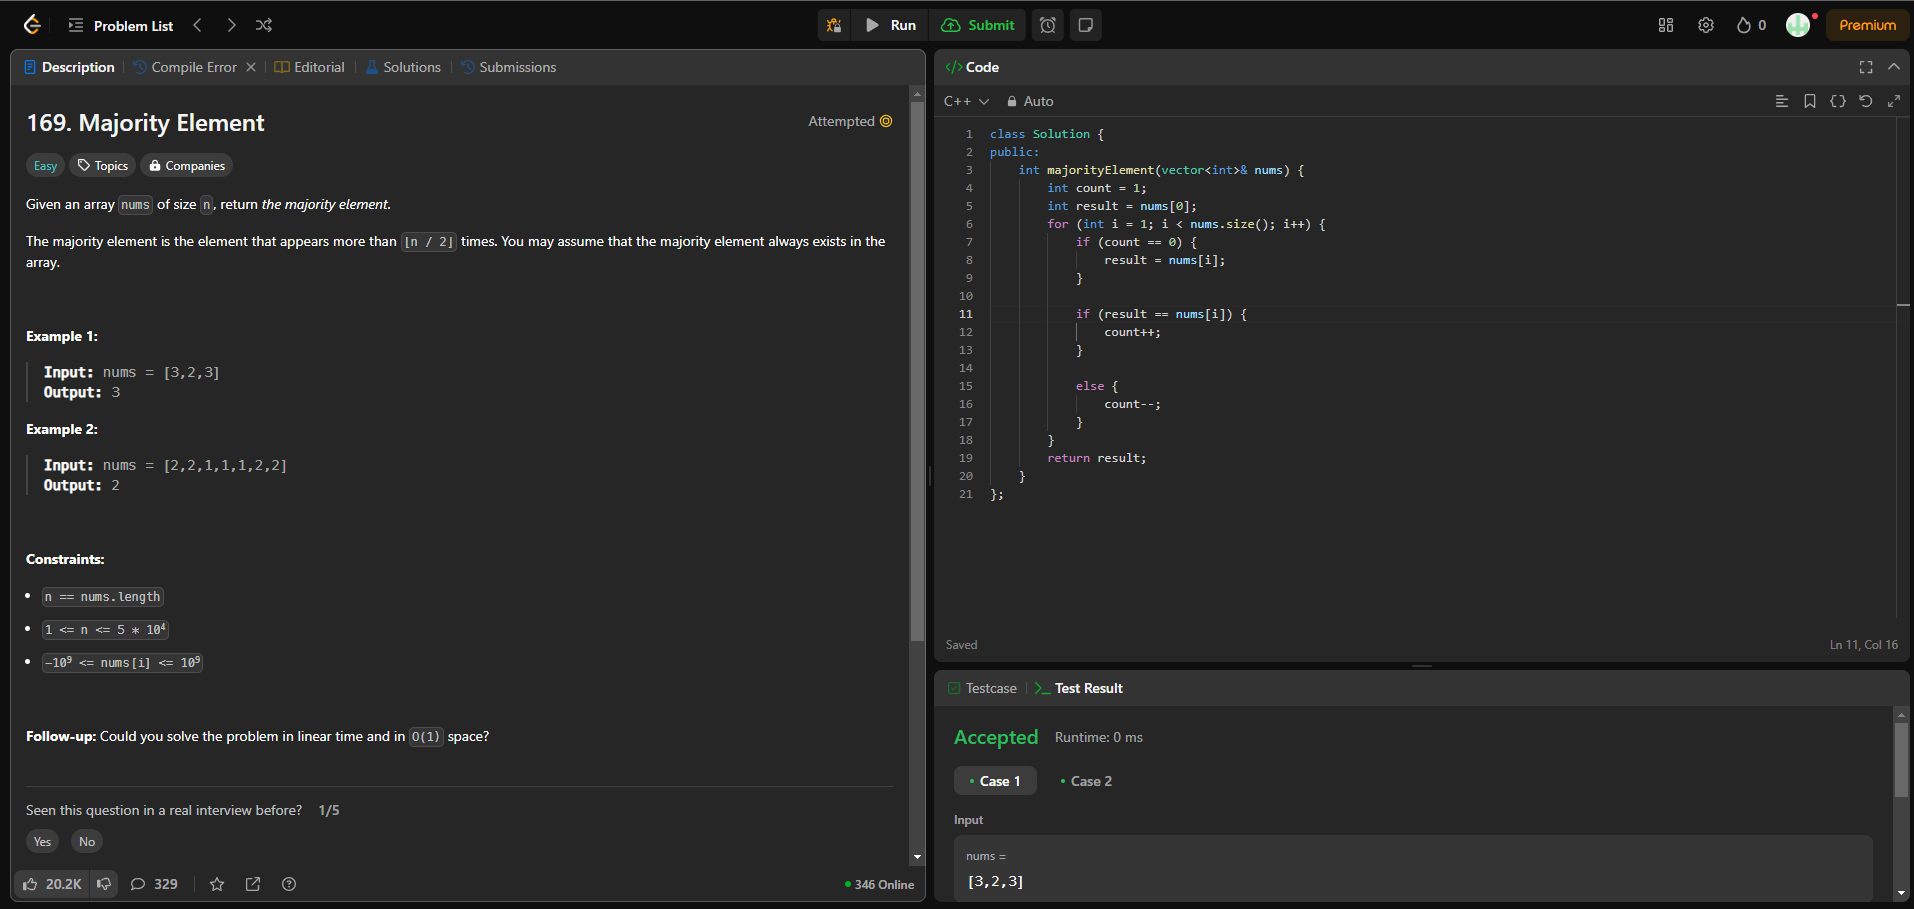 Problem List
Run
Submit
0
Premium
Description
Compile Error
Editorial
Solutions
Submissions
169. Majority Element
Attempted
Easy
Topics
Companies
Given an array nums of size n, return the majority element.
The majority element is the element that appears more than ⌊n / 2⌋ times. You may assume that the majority element always exists in the
array.
Example 1:
Input: nums = [3,2,3]
Output: 3
Example 2:
Input: nums = [2,2,1,1,1,2,2]
Output: 2
Constraints:
• n == nums.length
• 1 <= n <= 5 * 10⁴
• -10⁹ <= nums[i] <= 10⁹
Follow-up: Could you solve the problem in linear time and in O(1) space?
Seen this question in a real interview before? 1/5
Yes
No
20.2K
329
346 Online
</> Code
C++
Auto
1 class Solution {
2 public:
3 int majorityElement(vector<int>& nums) {
4 int count = 1;
5 int result = nums[0];
6 for (int i = 1; i < nums.size(); i++) {
7 if (count == 0) {
8 result = nums[i];
9 }
10
11 if (result == nums[i]) {
12 count++;
13 }
14
15 else {
16 count--;
17 }
18 }
19 return result;
20 }
21 };
Saved
Ln 11, Col 16
Testcase
Test Result
Accepted
Runtime: 0 ms
• Case 1
• Case 2
Input
nums =
[3,2,3]